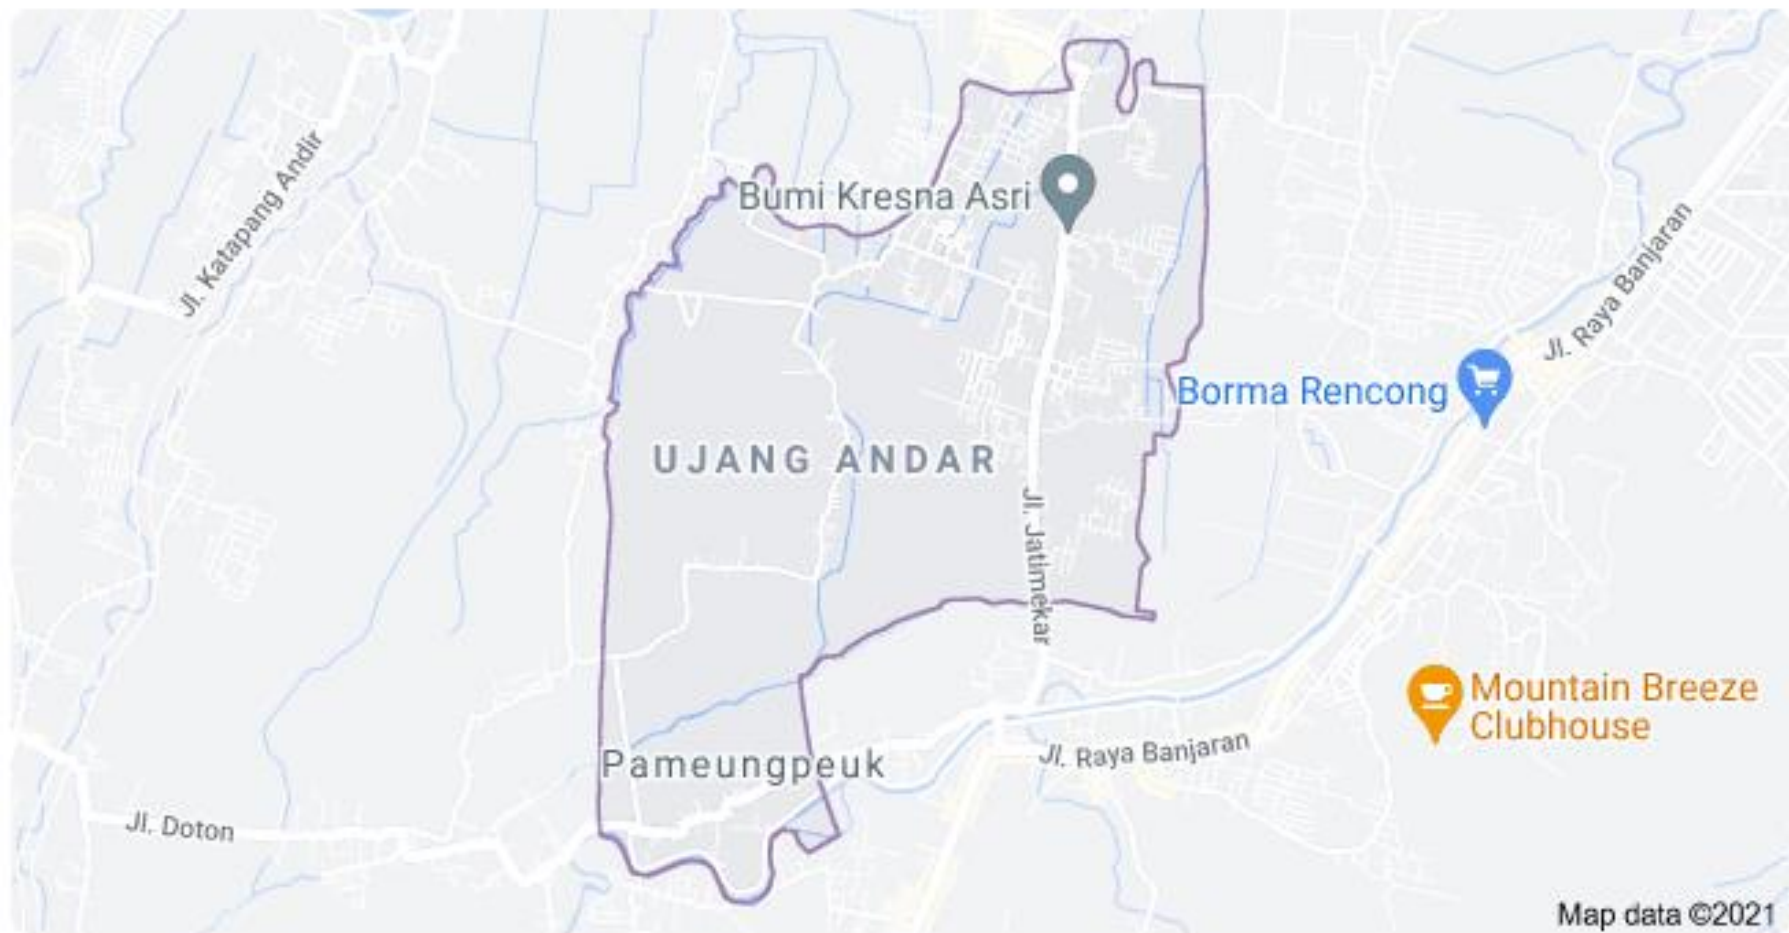 Jl. Katapang Andir
Bumi Kresna Asri
Jl. Raya Banjaran
Borma Rencong
UJANG ANDAR
Jl. Jatimekar
Mountain Breeze
Clubhouse
Jl. Raya Banjaran
Pameungpeuk
Jl. Doton
Map data ©2021